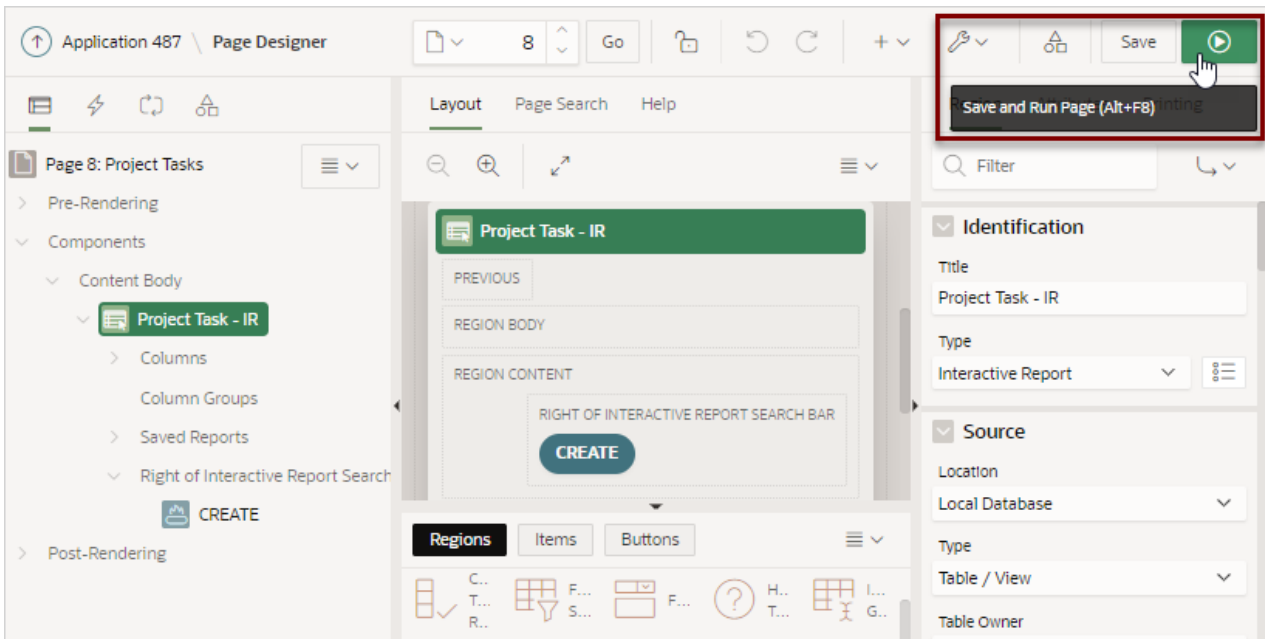 Application 487 \ Page Designer
8
Go
Save
Save and Run Page (Alt+F8)
Page 8: Project Tasks
Pre-Rendering
Components
Content Body
Project Task - IR
Columns
Column Groups
Saved Reports
Right of Interactive Report Search
CREATE
Post-Rendering
Layout Page Search Help
Project Task - IR
PREVIOUS
REGION BODY
REGION CONTENT
RIGHT OF INTERACTIVE REPORT SEARCH BAR
CREATE
Regions Items Buttons
C..
T...
R..
F...
S...
F...
H..
T...
I...
G..
Filter
Identification
Title
Project Task - IR
Type
Interactive Report
Source
Location
Local Database
Type
Table / View
Table Owner